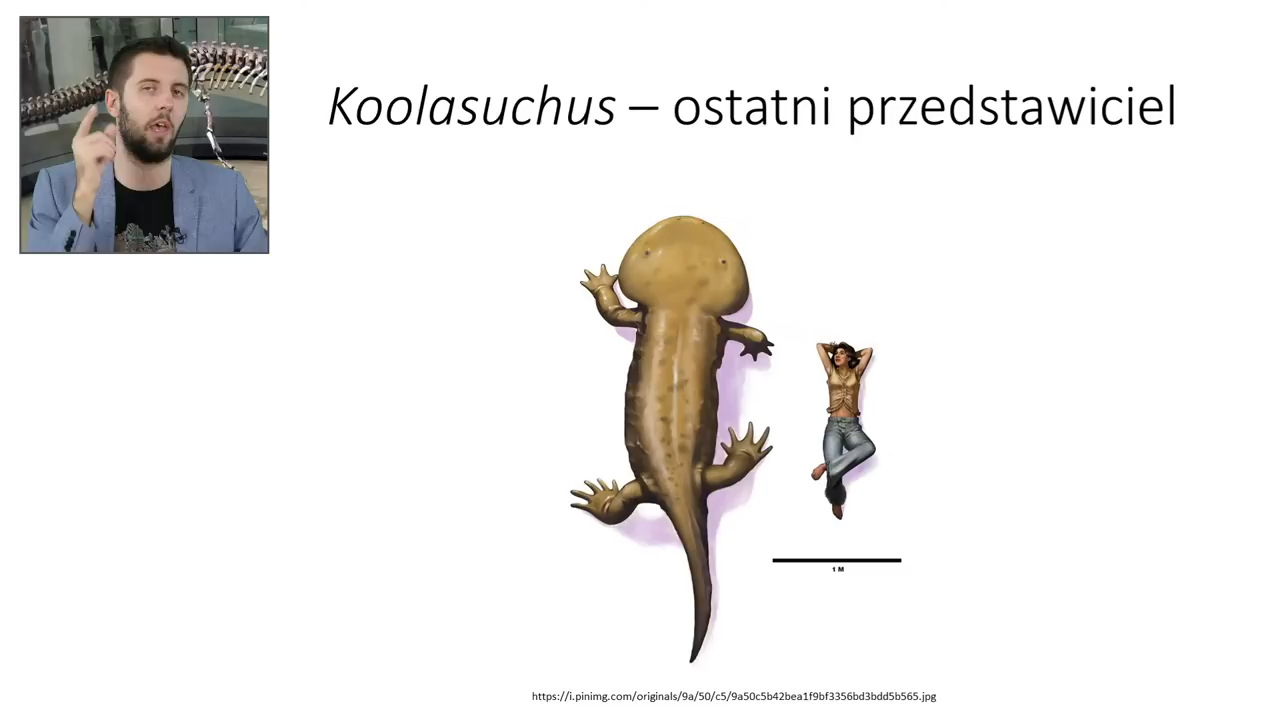 Koolasuchus – ostatni przedstawiciel
1 M
https://i.pinimg.com/originals/9a/50/c5/9a50c5b42bea1f9bf3356bd3bdd5b565.jpg